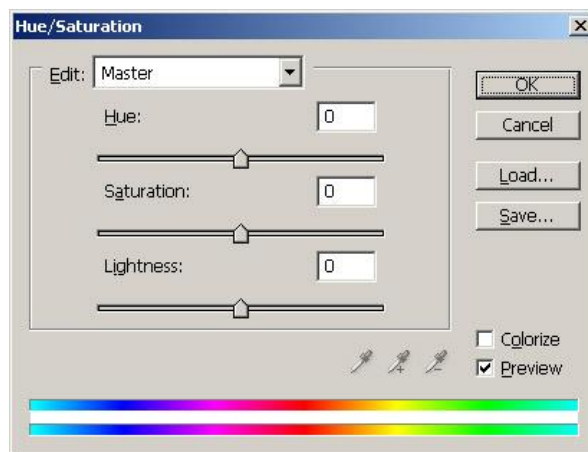 Hue/Saturation
Edit: Master
OK
Hue: 0
Cancel
Load...
Saturation: 0
Save...
Lightness: 0
Colorize
Preview